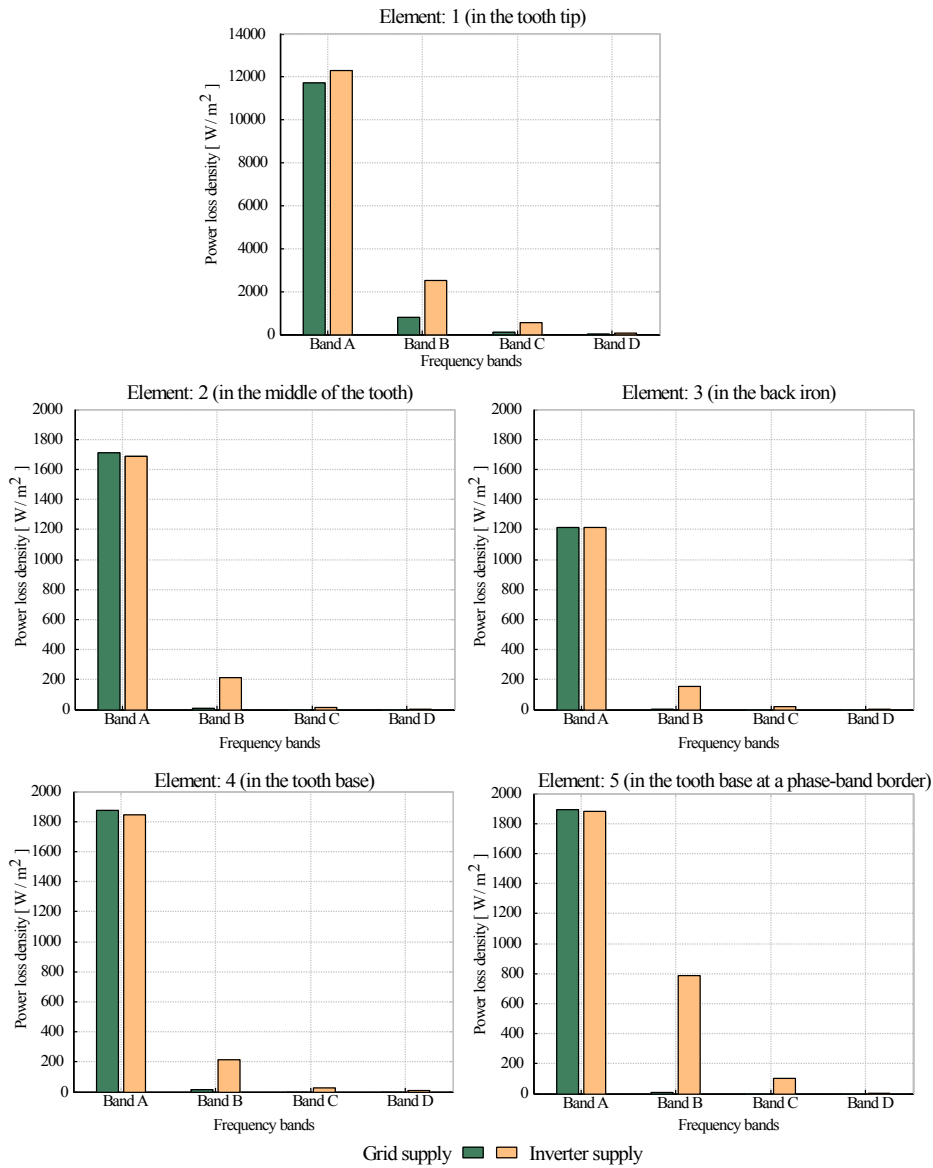 Element: 1 (in the tooth tip)
14000
12000
10000
8000
6000
4000
2000
0
Power loss density [ W / m² ]
Band A Band B Band C Band D
Frequency bands
Element: 2 (in the middle of the tooth)
2000
1800
1600
1400
1200
1000
800
600
400
200
0
Power loss density [ W / m² ]
Band A Band B Band C Band D
Frequency bands
Element: 3 (in the back iron)
2000
1800
1600
1400
1200
1000
800
600
400
200
0
Power loss density [ W / m² ]
Band A Band B Band C Band D
Frequency bands
Element: 4 (in the tooth base)
2000
1800
1600
1400
1200
1000
800
600
400
200
0
Power loss density [ W / m² ]
Band A Band B Band C Band D
Frequency bands
Element: 5 (in the tooth base at a phase-band border)
2000
1800
1600
1400
1200
1000
800
600
400
200
0
Power loss density [ W / m² ]
Band A Band B Band C Band D
Frequency bands
Grid supply Inverter supply